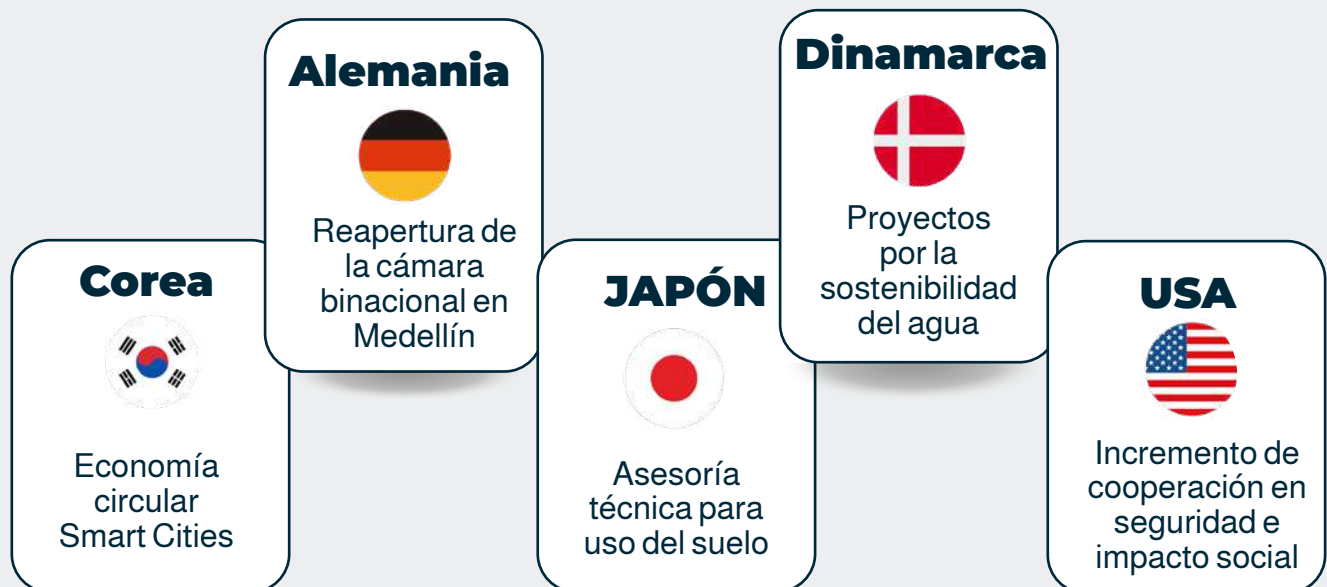 Corea
Economía
circular
Smart Cities
Alemania
Reapertura de
la cámara
binacional en
Medellín
JAPÓN
Asesoría
técnica para
uso del suelo
Dinamarca
Proyectos
por la
sostenibilidad
del agua
USA
Incremento de
cooperación en
seguridad e
impacto social